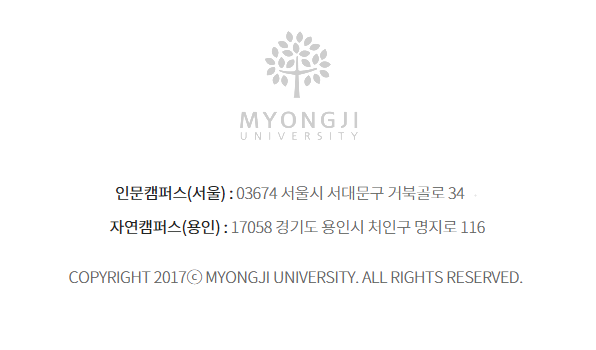 MYONGJI
UNIVERSITY
인문캠퍼스(서울) : 03674 서울시 서대문구 거북골로 34
자연캠퍼스(용인) : 17058 경기도 용인시 처인구 명지로 116
COPYRIGHT 2017ⓒ MYONGJI UNIVERSITY. ALL RIGHTS RESERVED.